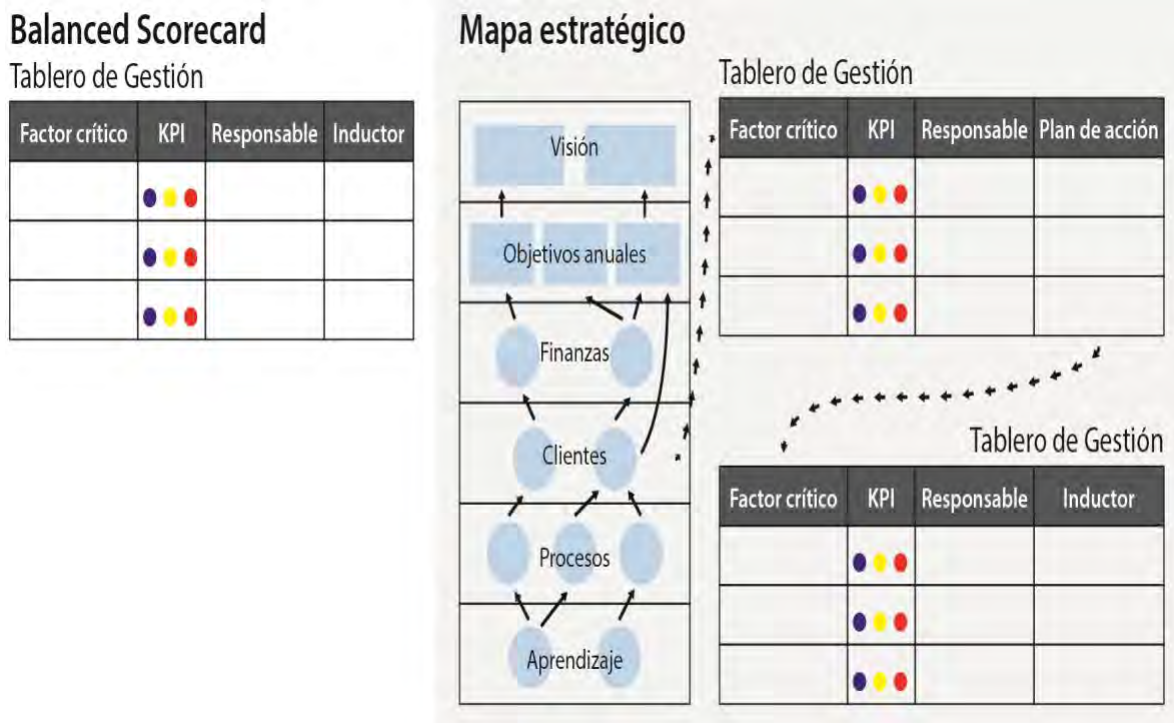 Balanced Scorecard
Tablero de Gestión
Factor crítico KPI Responsable Inductor
Mapa estratégico
Visión
Objetivos anuales
Finanzas
Clientes
Procesos
Aprendizaje
Tablero de Gestión
Factor crítico KPI Responsable Plan de acción
Tablero de Gestión
Factor crítico KPI Responsable Inductor